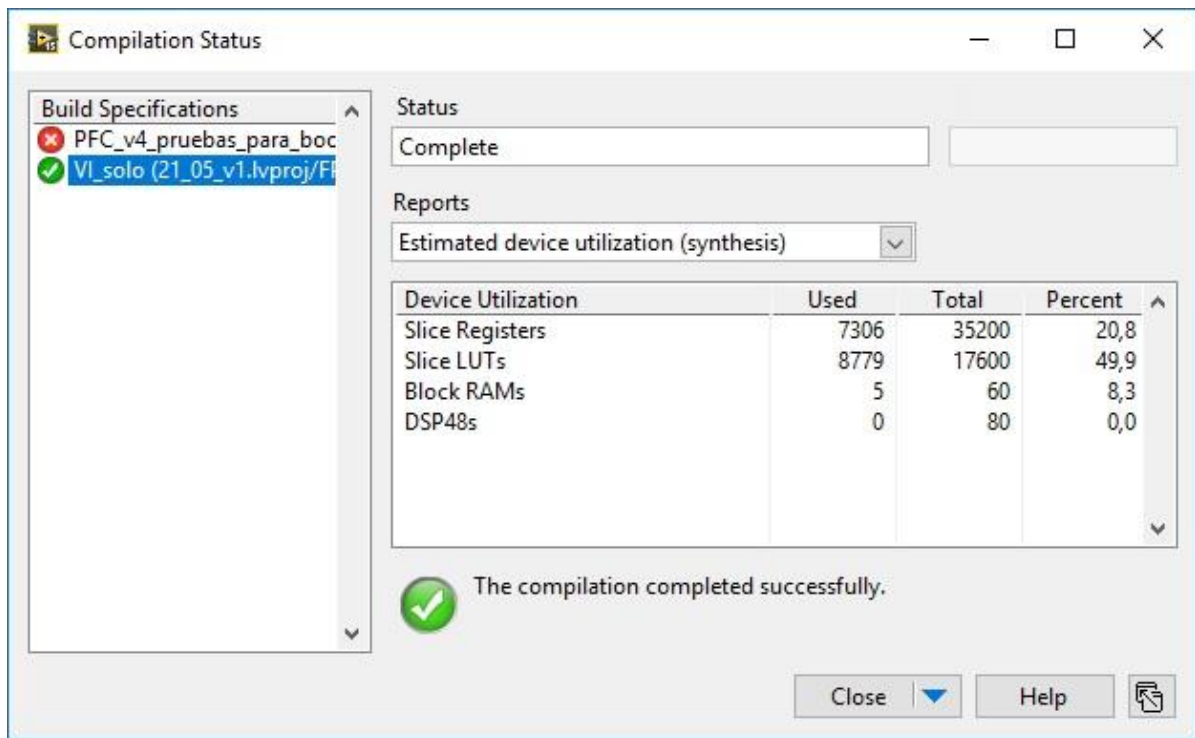 Compilation Status
Build Specifications
PFC_v4_pruebas_para_boc
VI_solo (21_05_v1.lvproj/FP
Status
Complete
Reports
Estimated device utilization (synthesis)
Device Utilization Used Total Percent
Slice Registers 7306 35200 20,8
Slice LUTs 8779 17600 49,9
Block RAMs 5 60 8,3
DSP48s 0 80 0,0
The compilation completed successfully.
Close Help